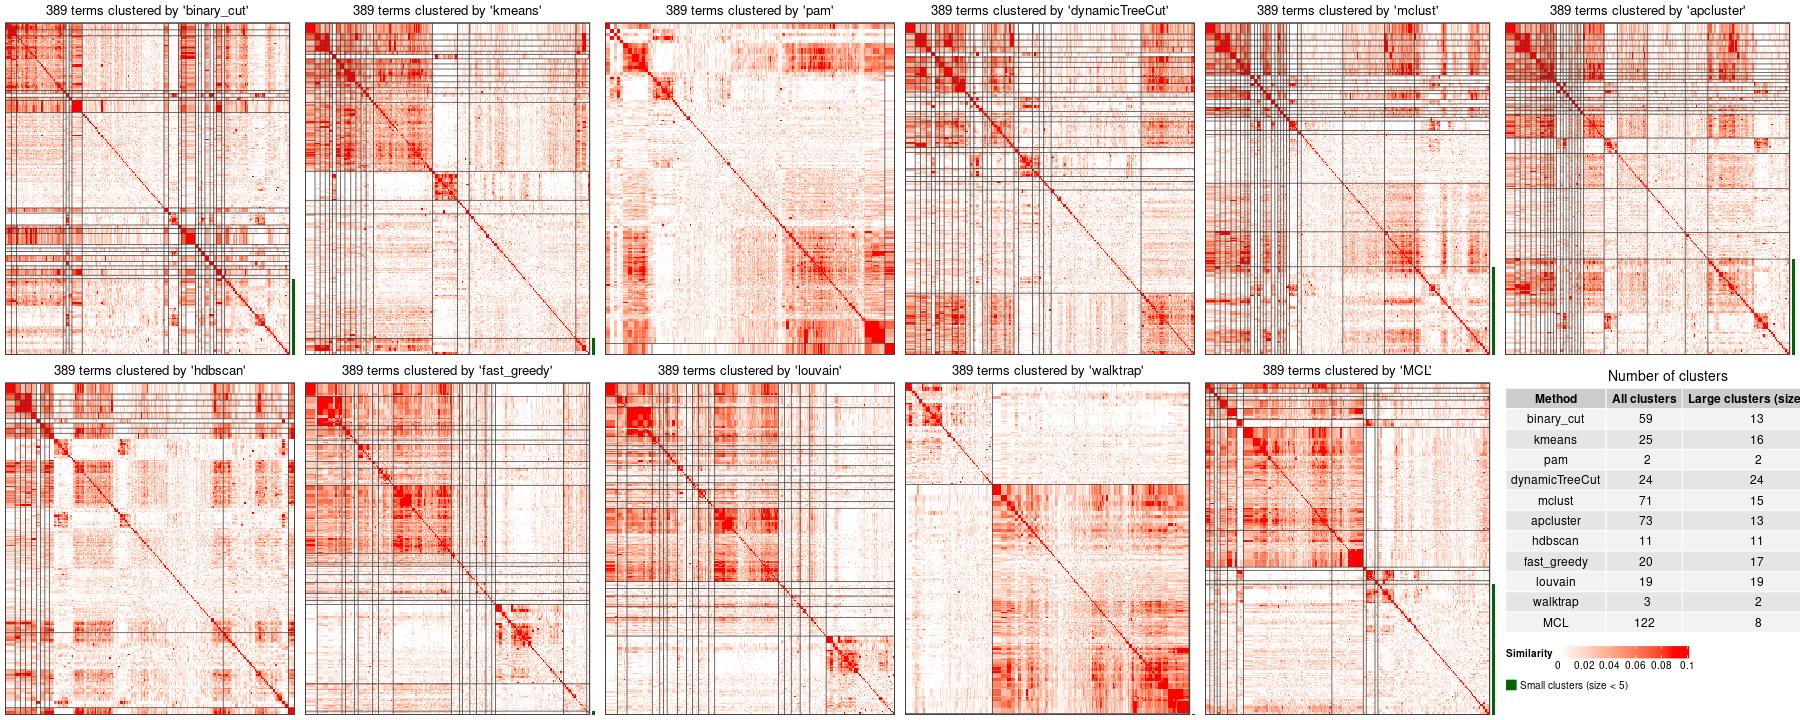 389 terms clustered by 'binary_cut'
389 terms clustered by 'kmeans'
389 terms clustered by 'pam'
389 terms clustered by 'dynamicTreeCut'
389 terms clustered by 'mclust'
389 terms clustered by 'apcluster'
389 terms clustered by 'hdbscan'
389 terms clustered by 'fast_greedy'
389 terms clustered by 'louvain'
389 terms clustered by 'walktrap'
389 terms clustered by 'MCL'
Number of clusters
Method All clusters Large clusters (size
binary_cut 59 13
kmeans 25 16
pam 2 2
dynamicTreeCut 24 24
mclust 71 15
apcluster 73 13
hdbscan 11 11
fast_greedy 20 17
louvain 19 19
walktrap 3 2
MCL 122 8
Similarity
0 0.02 0.04 0.06 0.08 0.1
Small clusters (size < 5)